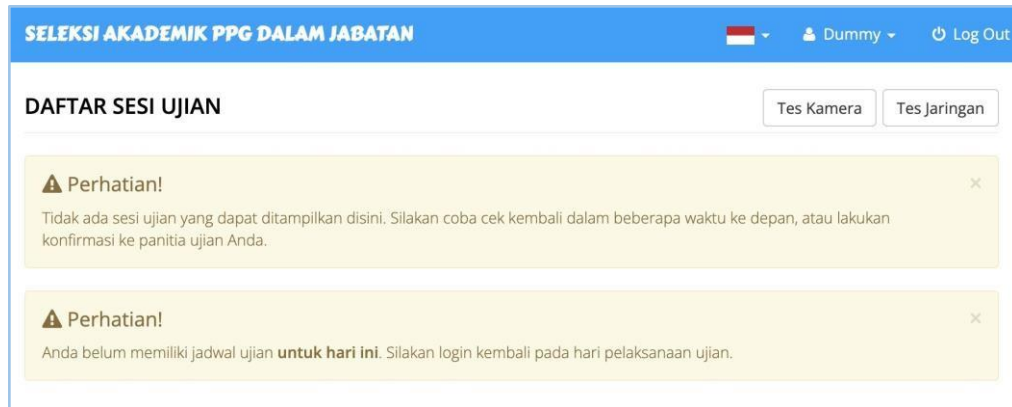 SELEKSI AKADEMIK PPG DALAM JABATAN
Dummy
Log Out
DAFTAR SESI UJIAN
Tes Kamera
Tes Jaringan
Perhatian!
Tidak ada sesi ujian yang dapat ditampilkan disini. Silakan coba cek kembali dalam beberapa waktu ke depan, atau lakukan
konfirmasi ke panitia ujian Anda.
Perhatian!
Anda belum memiliki jadwal ujian untuk hari ini. Silakan login kembali pada hari pelaksanaan ujian.